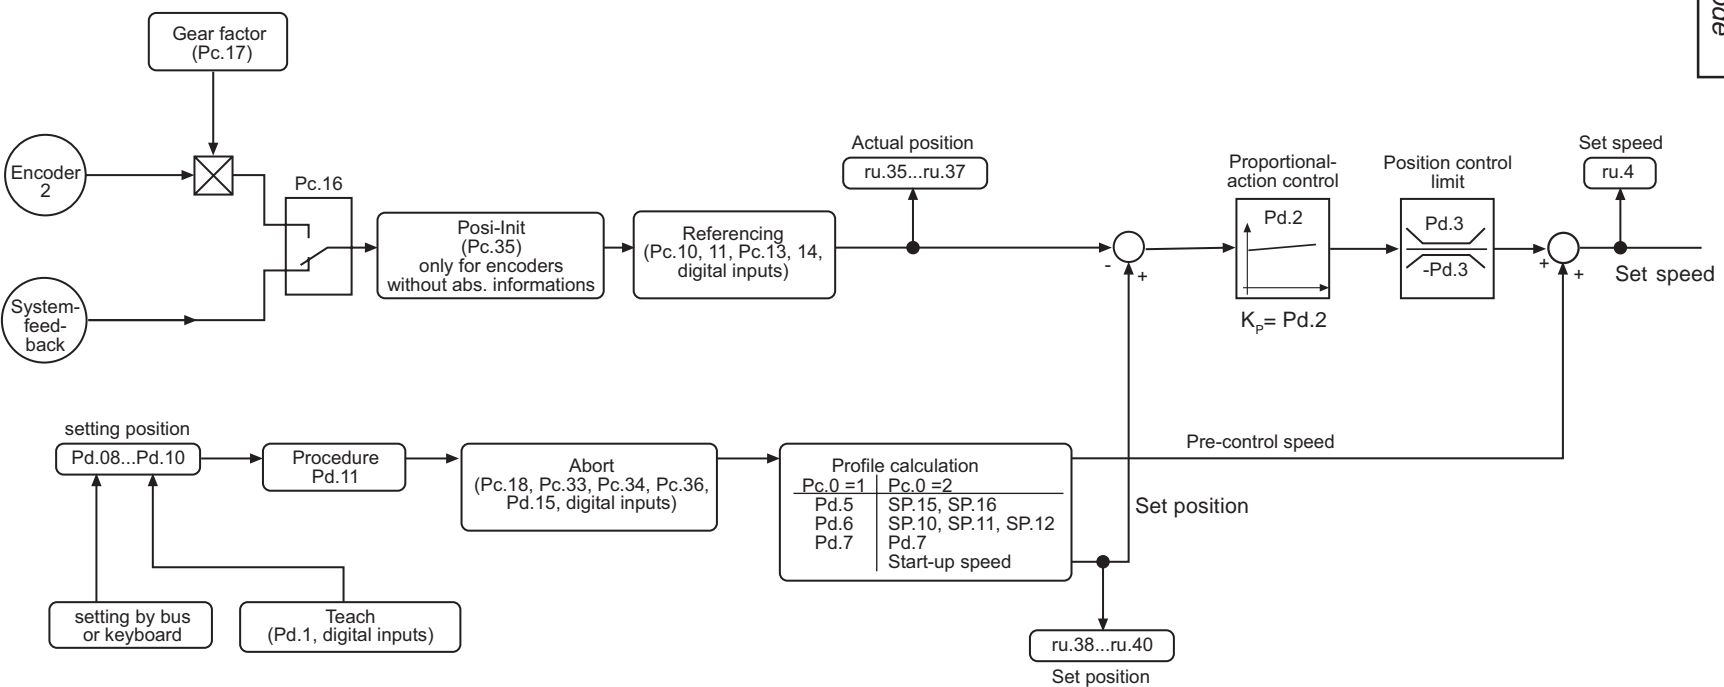 Gear factor
(Pc.17)
Encoder
2
Pc.16
System-
feed-
back
Posi-Init
(Pc.35)
only for encoders
without abs. informations
Referencing
(Pc.10, 11, Pc.13, 14,
digital inputs)
Actual position
ru.35...ru.37
-
+
Proportional-
action control
Pd.2
KP= Pd.2
Position control
limit
Pd.3
-Pd.3
+
+
Set speed
ru.4
Set speed
setting position
Pd.08...Pd.10
Procedure
Pd.11
Abort
(Pc.18, Pc.33, Pc.34, Pc.36,
Pd.15, digital inputs)
Profile calculation
Pc.0 =1 Pc.0 =2
Pd.5 SP.15, SP.16
Pd.6 SP.10, SP.11, SP.12
Pd.7 Pd.7
Start-up speed
Pre-control speed
Set position
setting by bus
or keyboard
Teach
(Pd.1, digital inputs)
ru.38...ru.40
Set position